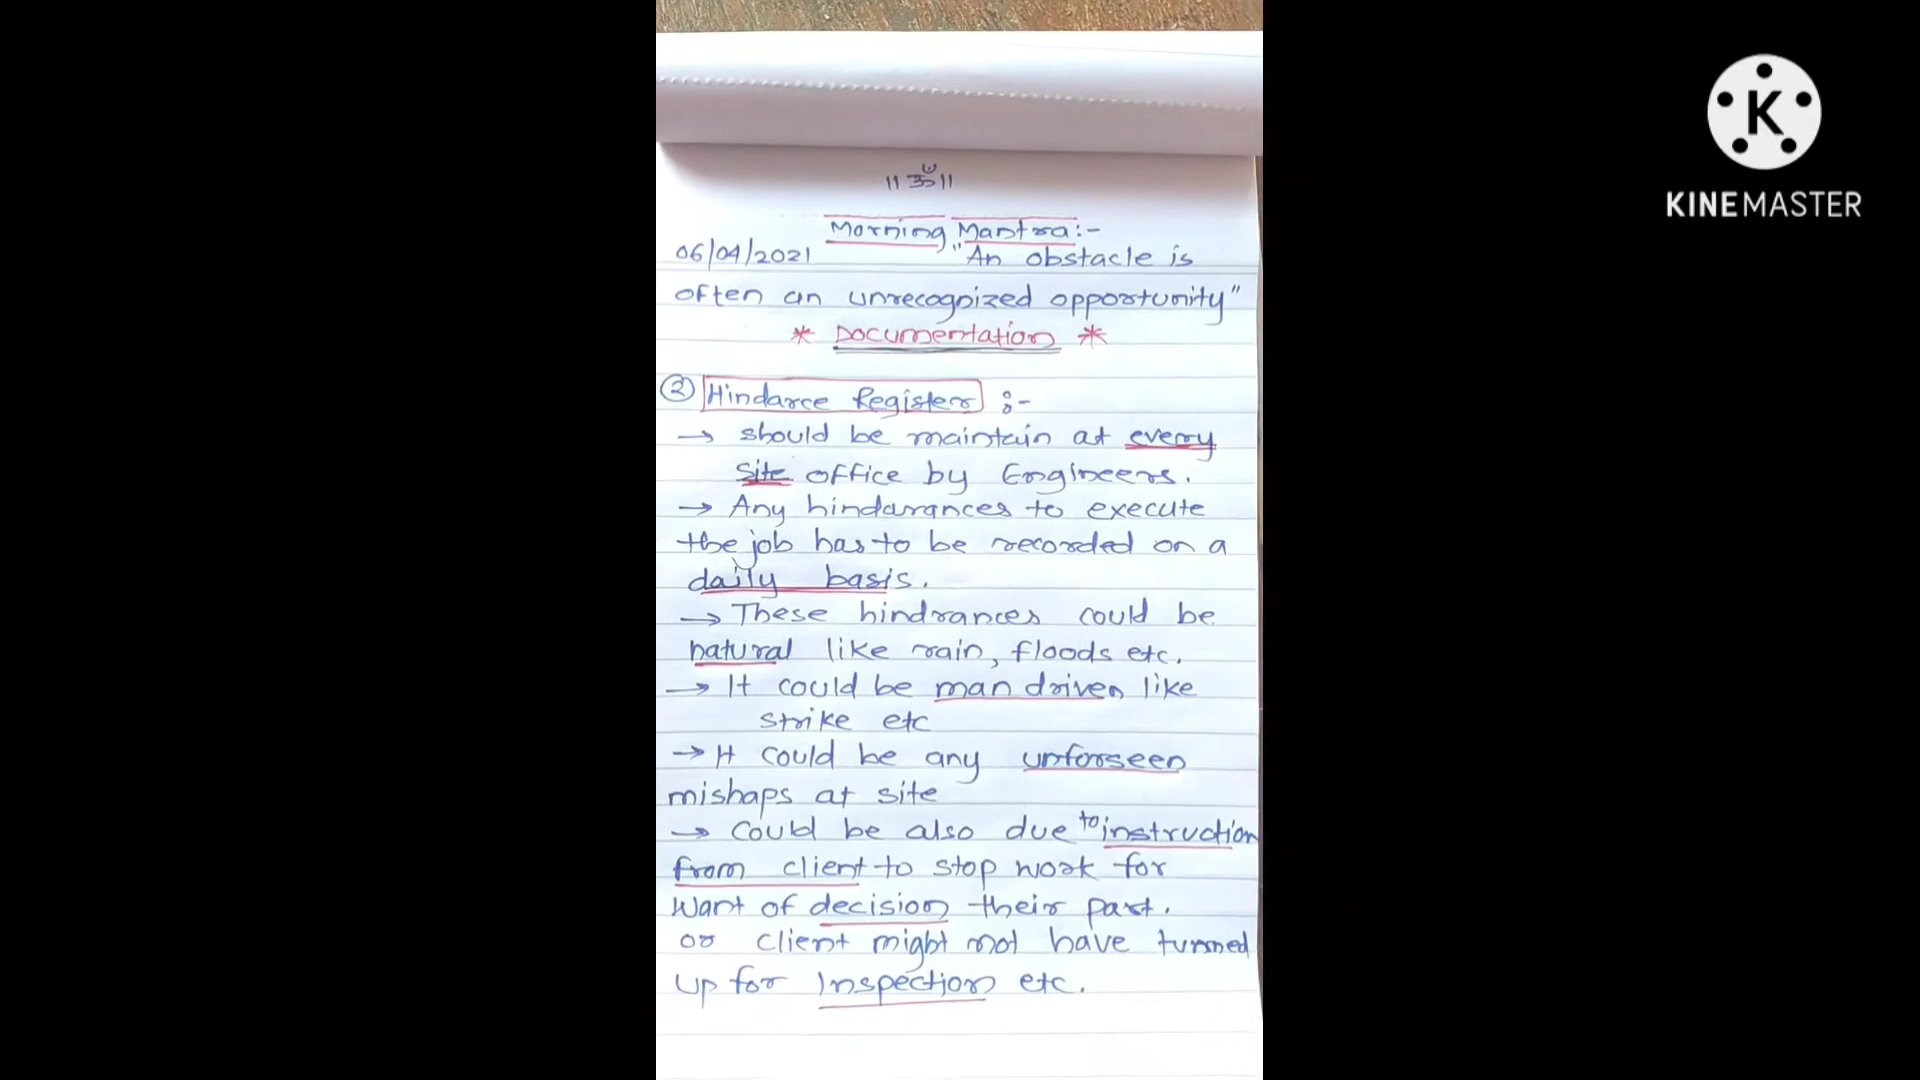 ॥ ॐ ॥
Morning Mantra:-
06/04/2021 "An obstacle is
often an unrecognized opportunity"
* Documentation *
② Hindarce Register :-
→ should be maintain at every
site office by Engineers.
→ Any hindarances to execute
the job has to be recorded on a
daily basis.
→ These hindrances could be
natural like rain, floods etc.
→ It could be man driven like
strike etc
→ It could be any unforseen
mishaps at site
→ Could be also due to instruction
from client to stop work for
want of decision their part.
or client might not have turned
up for Inspection etc.
K
KINEMASTER